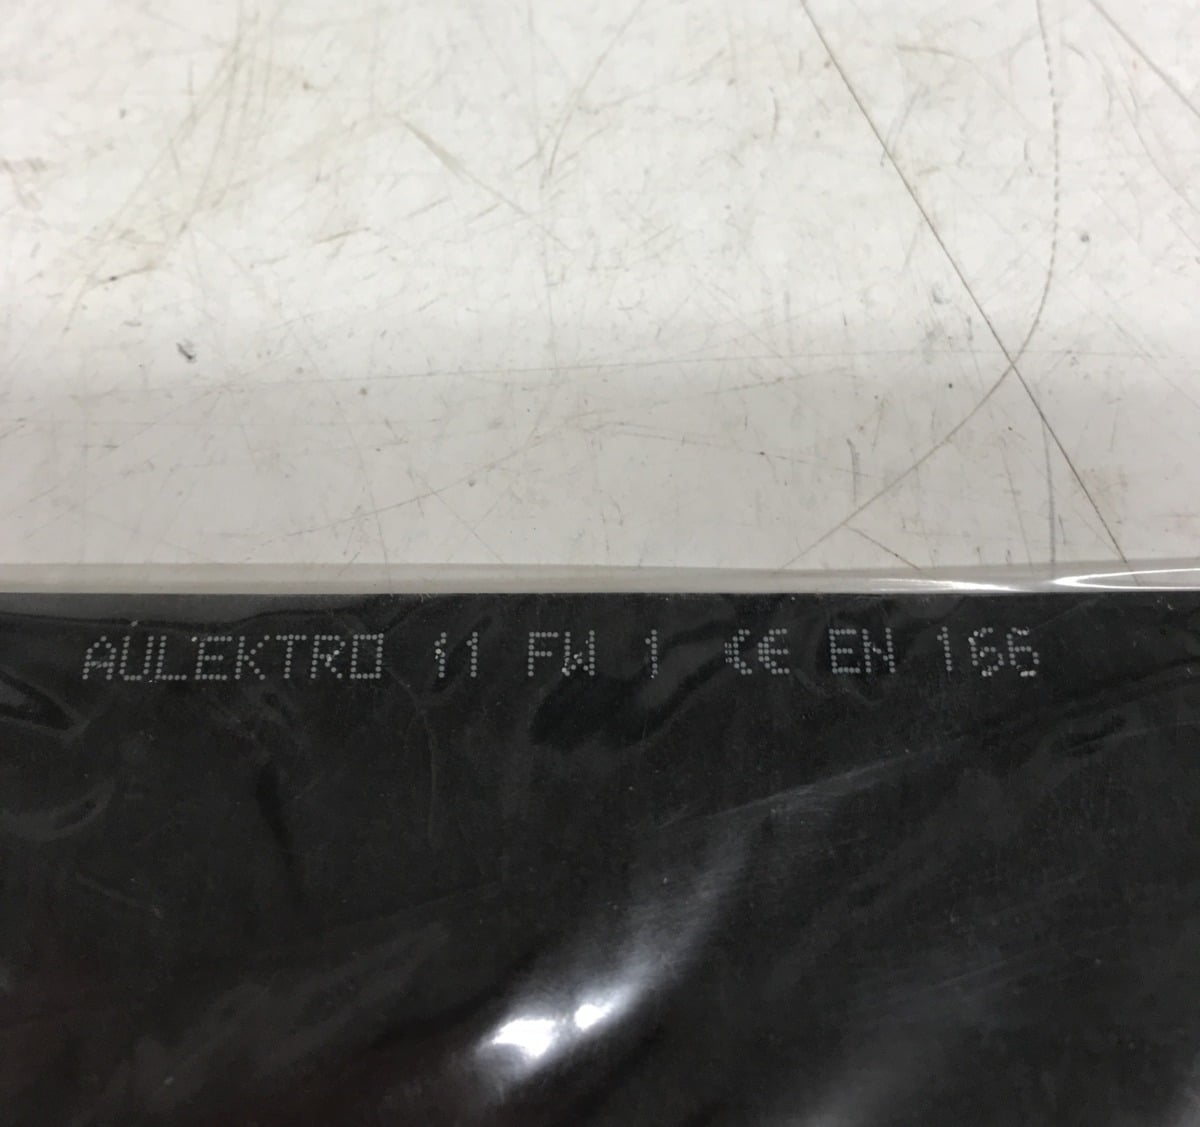 AULEKTRO 11 FW 1 CE EN 166